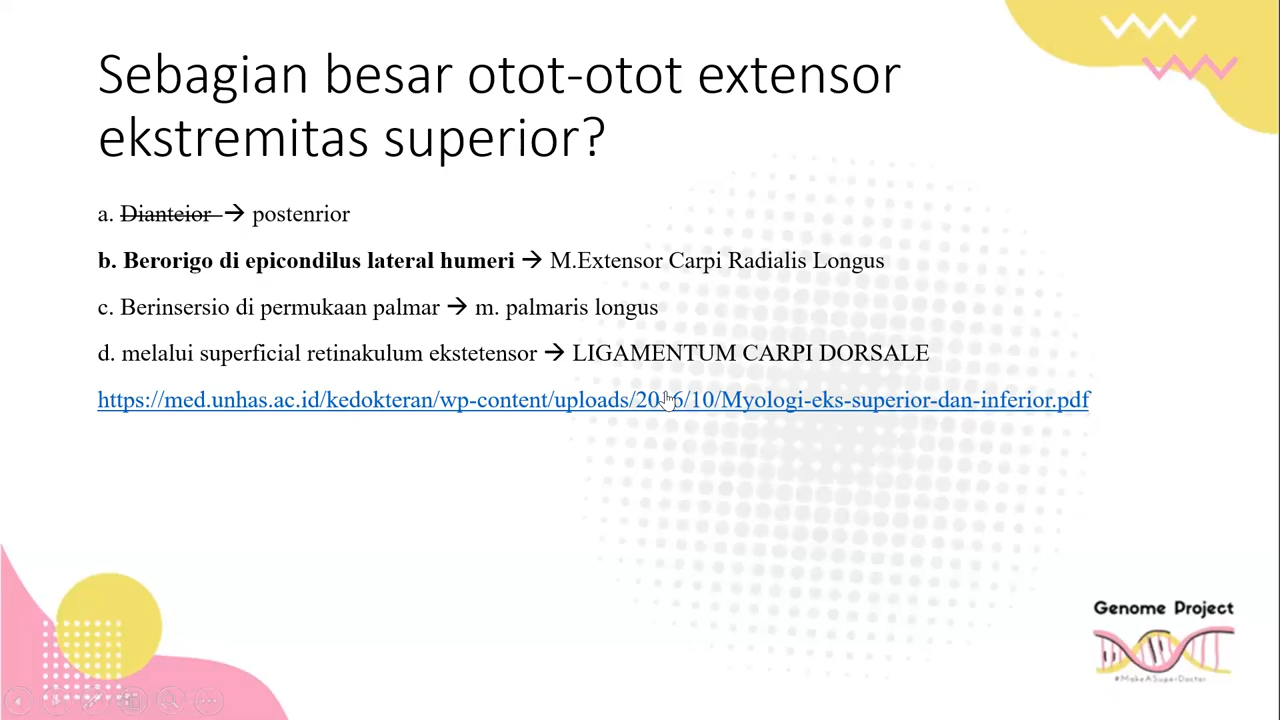 Sebagian besar otot-otot extensor
ekstremitas superior?
a. Dianteior → postenrior
b. Berorigo di epicondilus lateral humeri → M.Extensor Carpi Radialis Longus
c. Berinsersio di permukaan palmar → m. palmaris longus
d. melalui superficial retinakulum ekstetensor → LIGAMENTUM CARPI DORSALE
https://med.unhas.ac.id/kedokteran/wp-content/uploads/2016/10/Myologi-eks-superior-dan-inferior.pdf
Genome Project
#MakeASuperDoctor